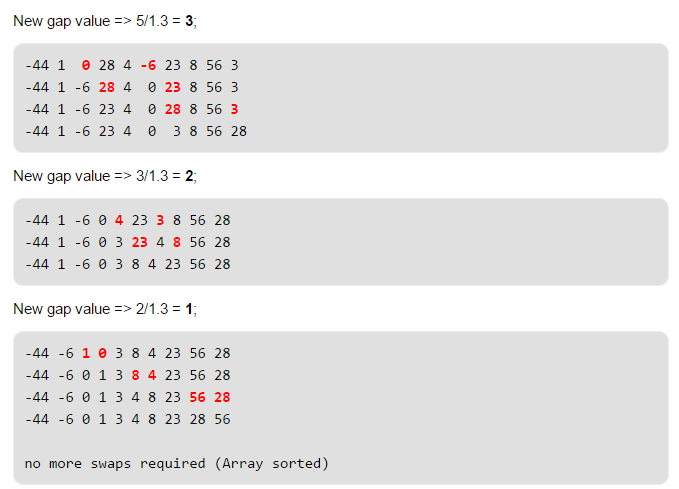 New gap value => 5/1.3 = 3;
-44 1  0 28 4 -6 23 8 56 3
-44 1 -6 28 4  0 23 8 56 3
-44 1 -6 23 4  0 28 8 56 3
-44 1 -6 23 4  0  3 8 56 28
New gap value => 3/1.3 = 2;
-44 1 -6 0 4 23 3 8 56 28
-44 1 -6 0 3 23 4 8 56 28
-44 1 -6 0 3 8 4 23 56 28
New gap value => 2/1.3 = 1;
-44 -6 1 0 3 8 4 23 56 28
-44 -6 0 1 3 8 4 23 56 28
-44 -6 0 1 3 4 8 23 56 28
-44 -6 0 1 3 4 8 23 28 56
no more swaps required (Array sorted)